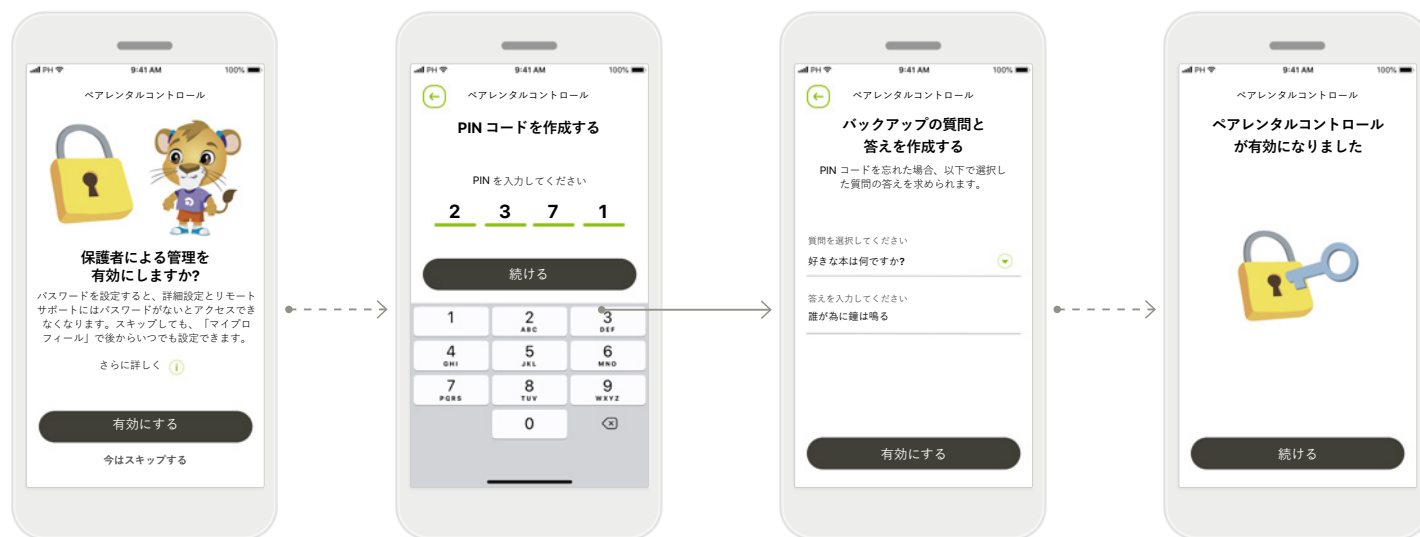 PH
9:41 AM
100%
ペアレンタルコントロール
保護者による管理を
有効にしますか?
パスワードを設定すると、詳細設定とリモート
サポートにはパスワードがないとアクセスでき
なくなります。スキップしても、「マイプロ
フィール」で後からいつでも設定できます。
さらに詳しく
有効にする
今はスキップする
PH
9:41 AM
100%
ペアレンタルコントロール
PIN コードを作成する
PIN を入力してください
2 3 7 1
続ける
1 2 3
ABC DEF
4 5 6
GHI JKL MNO
7 8 9
PGRS TUV WXYZ
0
PH
9:41 AM
100%
ペアレンタルコントロール
バックアップの質問と
答えを作成する
PIN コードを忘れた場合、以下で選択し
た質問の答えを求められます。
質問を選択してください
好きな本は何ですか?
答えを入力してください
誰が為に鐘は鳴る
有効にする
PH
9:41 AM
100%
ペアレンタルコントロール
ペアレンタルコントロール
が有効になりました
続ける